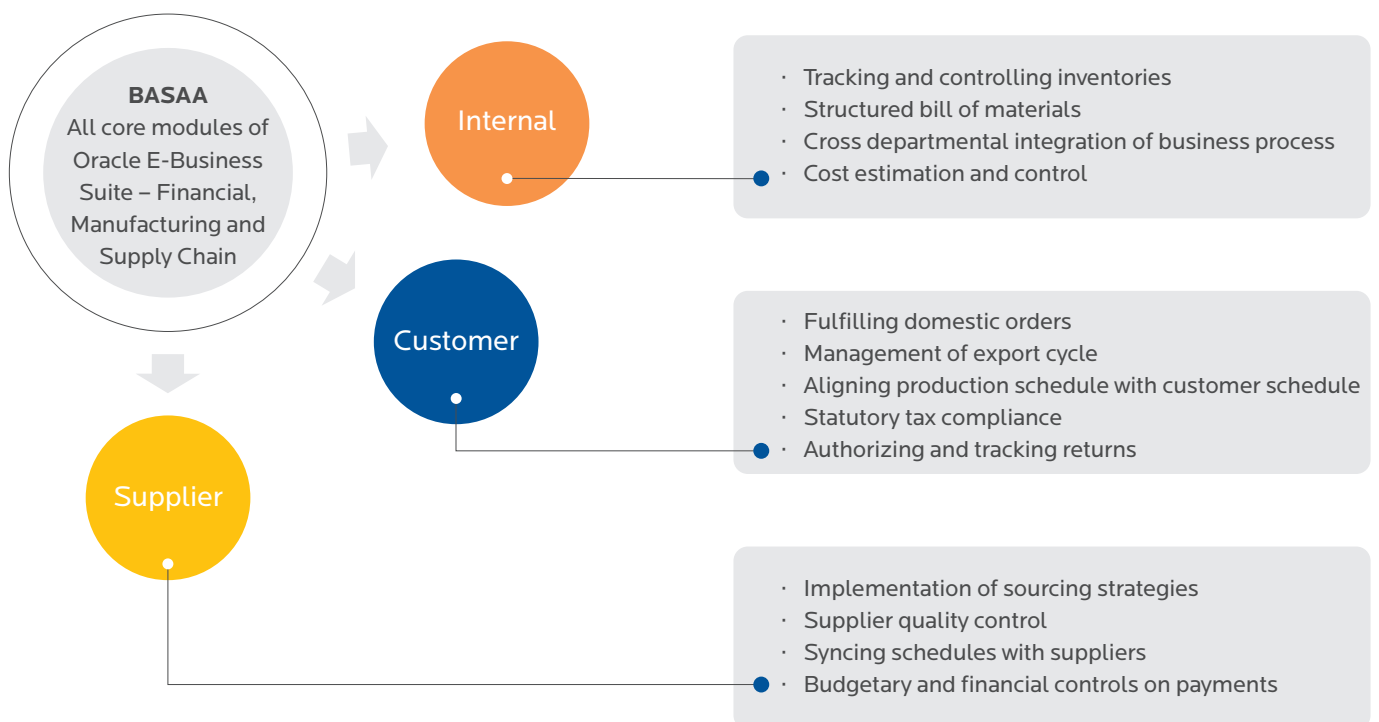 BASAA
All core modules of
Oracle E-Business
Suite – Financial,
Manufacturing and
Supply Chain
Internal
· Tracking and controlling inventories
· Structured bill of materials
· Cross departmental integration of business process
· Cost estimation and control
Customer
· Fulfilling domestic orders
· Management of export cycle
· Aligning production schedule with customer schedule
· Statutory tax compliance
· Authorizing and tracking returns
Supplier
· Implementation of sourcing strategies
· Supplier quality control
· Syncing schedules with suppliers
· Budgetary and financial controls on payments